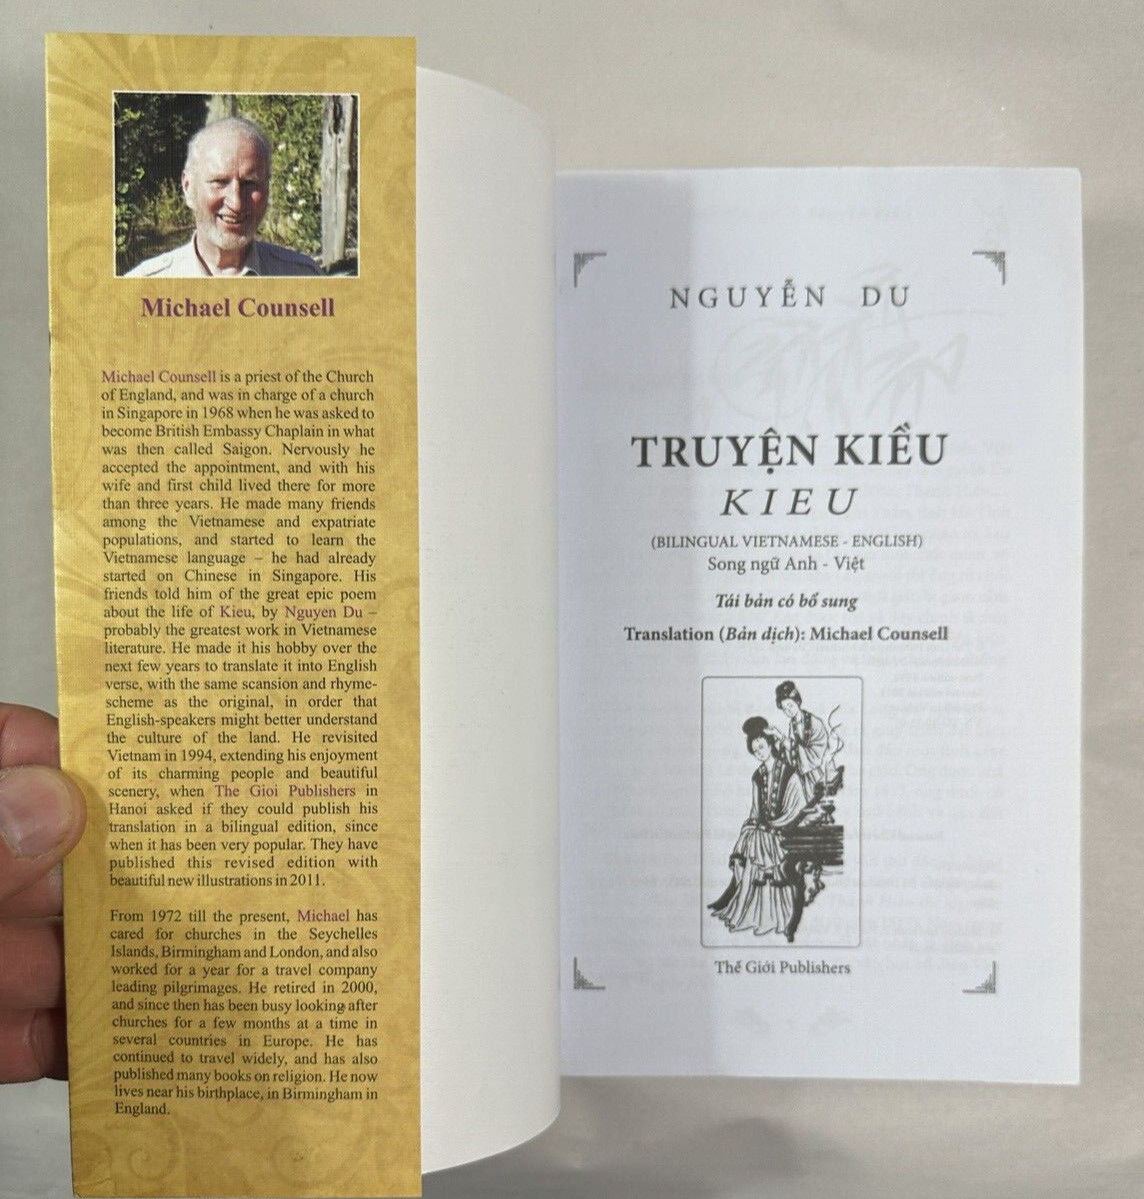 Michael Counsell
Michael Counsell is a priest of the Church
of England, and was in charge of a church
in Singapore in 1968 when he was asked to
become British Embassy Chaplain in what
was then called Saigon. Nervously he
accepted the appointment, and with his
wife and first child lived there for more
than three years. He made many friends
among the Vietnamese and expatriate
populations, and started to learn the
Vietnamese language – he had already
started on Chinese in Singapore. His
friends told him of the great epic poem
about the life of Kieu, by Nguyen Du –
probably the greatest work in Vietnamese
literature. He made it his hobby over the
next few years to translate it into English
verse, with the same scansion and rhyme-
scheme as the original, in order that
English-speakers might better understand
the culture of the land. He revisited
Vietnam in 1994, extending his enjoyment
of its charming people and beautiful
scenery, when The Gioi Publishers in
Hanoi asked if they could publish his
translation in a bilingual edition, since
when it has been very popular. They have
published this revised edition with
beautiful new illustrations in 2011.
From 1972 till the present, Michael has
cared for churches in the Seychelles
Islands, Birmingham and London, and also
worked for a year for a travel company
leading pilgrimages. He retired in 2000,
and since then has been busy looking after
churches for a few months at a time in
several countries in Europe. He has
continued to travel widely, and has also
published many books on religion. He now
lives near his birthplace, in Birmingham in
England.
NGUYỄN DU
TRUYỆN KIỀU
KIEU
(BILINGUAL VIETNAMESE - ENGLISH)
Song ngữ Anh - Việt
Tái bản có bổ sung
Translation (Bản dịch): Michael Counsell
Thế Giới Publishers